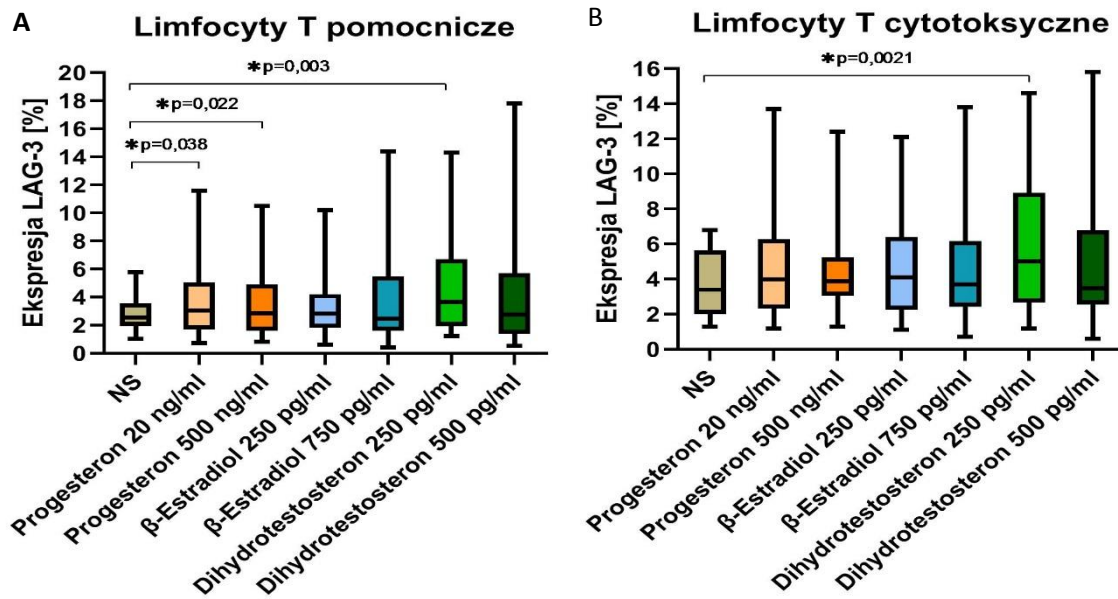 A
Limfocyty T pomocnicze
Ekspresja LAG-3 [%]
20
18
16
14
12
10
8
6
4
2
0
*p=0,003
*p=0,022
*p=0,038
NS
Progesteron 20 ng/ml
Progesteron 500 ng/ml
β-Estradiol 250 pg/ml
β-Estradiol 750 pg/ml
Dihydrotestosteron 250 pg/ml
Dihydrotestosteron 500 pg/ml
B
Limfocyty T cytotoksyczne
Ekspresja LAG-3 [%]
16
14
12
10
8
6
4
2
0
*p=0,0021
NS
Progesteron 20 ng/ml
Progesteron 500 ng/ml
β-Estradiol 250 pg/ml
β-Estradiol 750 pg/ml
Dihydrotestosteron 250 pg/ml
Dihydrotestosteron 500 pg/ml